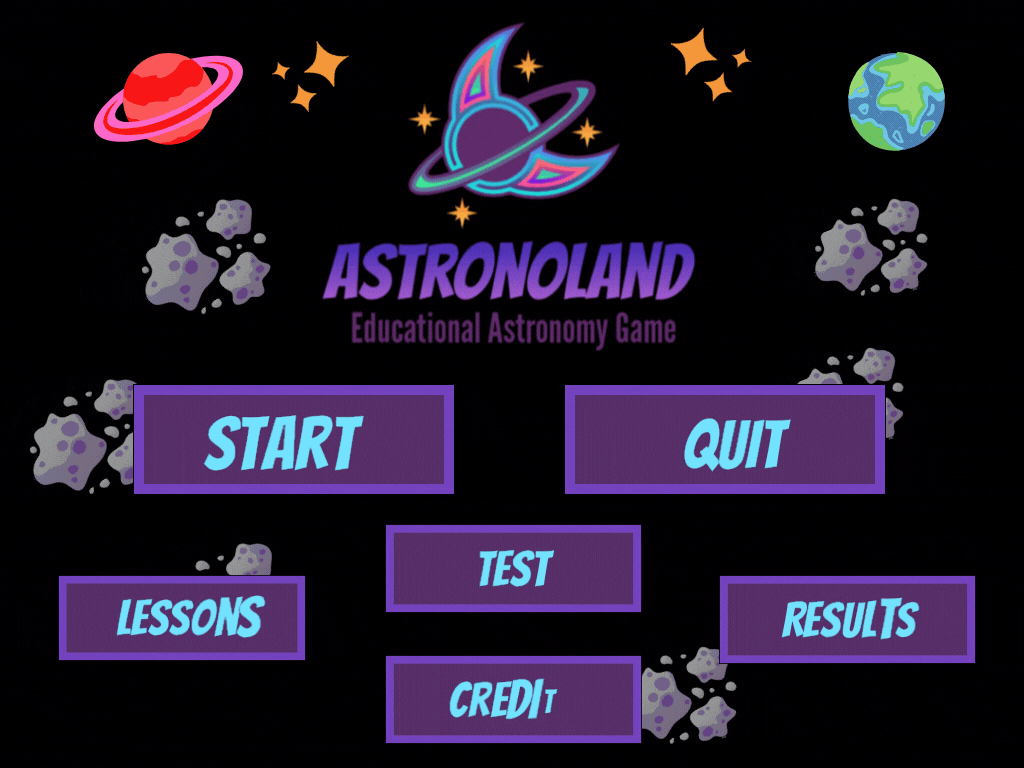 ASTRONOLAND
Educational Astronomy Game
START
QUIT
TEST
LESSONS
RESULTS
CREDIT